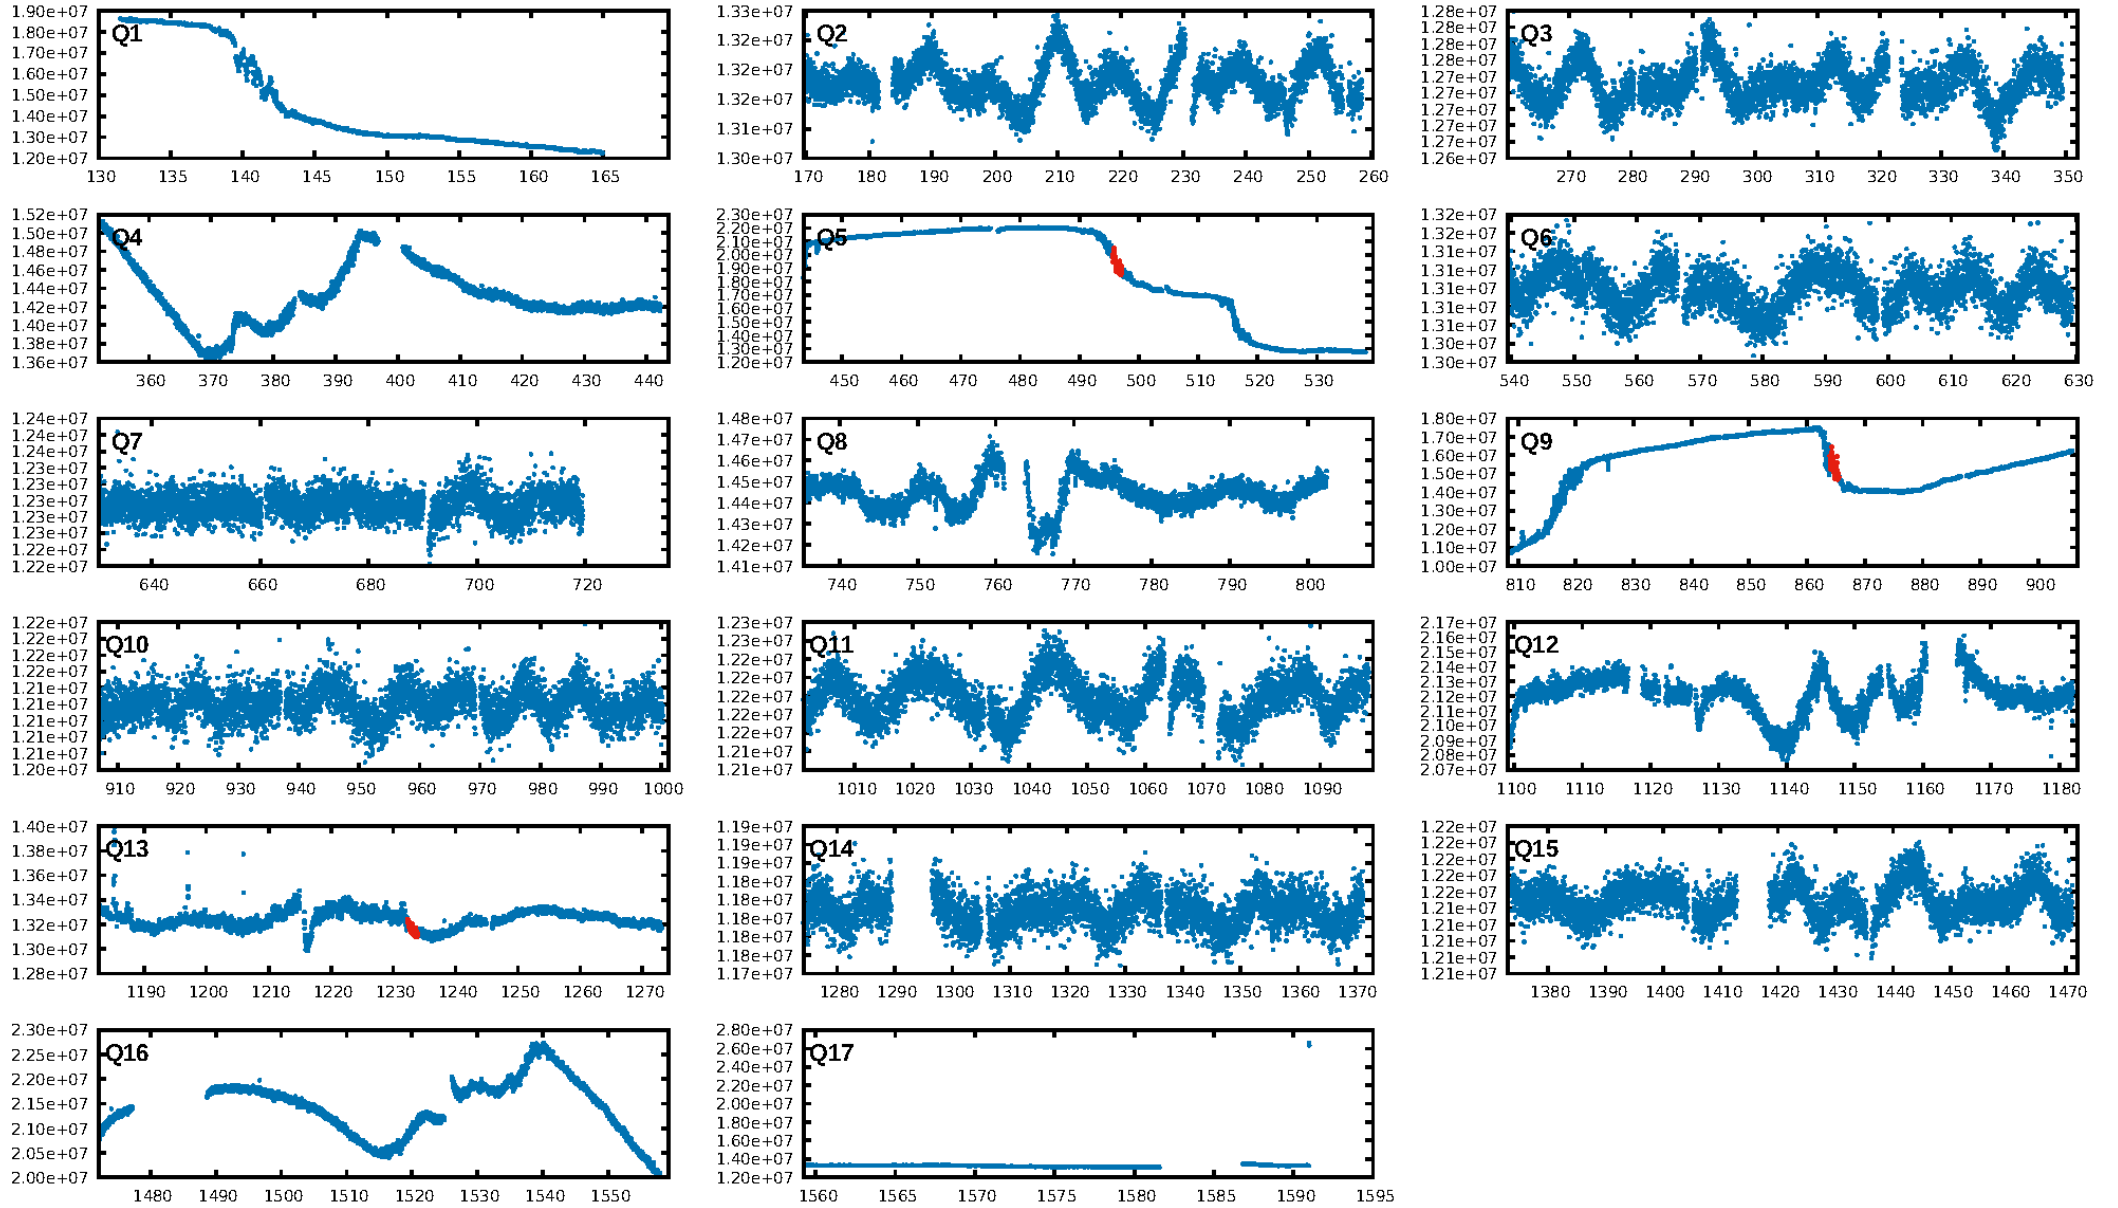 Q1
1.90e+07
1.80e+07
1.70e+07
1.60e+07
1.50e+07
1.40e+07
1.30e+07
1.20e+07
130 135 140 145 150 155 160 165
Q2
1.33e+07
1.32e+07
1.32e+07
1.32e+07
1.31e+07
1.30e+07
170 180 190 200 210 220 230 240 250 260
Q3
1.28e+07
1.28e+07
1.28e+07
1.27e+07
1.27e+07
1.27e+07
1.27e+07
1.27e+07
1.26e+07
270 280 290 300 310 320 330 340 350
Q4
1.52e+07
1.50e+07
1.48e+07
1.46e+07
1.44e+07
1.42e+07
1.40e+07
1.38e+07
1.36e+07
360 370 380 390 400 410 420 430 440
Q5
2.30e+07
2.20e+07
2.10e+07
2.00e+07
1.90e+07
1.80e+07
1.70e+07
1.60e+07
1.50e+07
1.40e+07
1.30e+07
1.20e+07
450 460 470 480 490 500 510 520 530
Q6
1.32e+07
1.32e+07
1.31e+07
1.31e+07
1.31e+07
1.31e+07
1.31e+07
1.30e+07
1.30e+07
540 550 560 570 580 590 600 610 620 630
Q7
1.24e+07
1.24e+07
1.24e+07
1.23e+07
1.23e+07
1.23e+07
1.23e+07
1.23e+07
1.22e+07
1.22e+07
640 660 680 700 720
Q8
1.48e+07
1.47e+07
1.46e+07
1.45e+07
1.44e+07
1.43e+07
1.42e+07
1.41e+07
740 750 760 770 780 790 800
Q9
1.80e+07
1.70e+07
1.60e+07
1.50e+07
1.40e+07
1.30e+07
1.20e+07
1.10e+07
1.00e+07
810 820 830 840 850 860 870 880 890 900
Q10
1.22e+07
1.22e+07
1.22e+07
1.22e+07
1.21e+07
1.21e+07
1.21e+07
1.21e+07
1.21e+07
1.20e+07
910 920 930 940 950 960 970 980 990 1000
Q11
1.23e+07
1.23e+07
1.22e+07
1.22e+07
1.22e+07
1.22e+07
1.22e+07
1.21e+07
1.21e+07
1010 1020 1030 1040 1050 1060 1070 1080 1090
Q12
2.17e+07
2.16e+07
2.15e+07
2.14e+07
2.13e+07
2.12e+07
2.11e+07
2.10e+07
2.09e+07
2.08e+07
2.07e+07
1100 1110 1120 1130 1140 1150 1160 1170 1180
Q13
1.40e+07
1.38e+07
1.36e+07
1.34e+07
1.32e+07
1.30e+07
1.28e+07
1190 1200 1210 1220 1230 1240 1250 1260 1270
Q14
1.19e+07
1.19e+07
1.19e+07
1.18e+07
1.18e+07
1.18e+07
1.18e+07
1.18e+07
1.17e+07
1280 1290 1300 1310 1320 1330 1340 1350 1360 1370
Q15
1.22e+07
1.22e+07
1.22e+07
1.22e+07
1.22e+07
1.21e+07
1.21e+07
1.21e+07
1.21e+07
1.21e+07
1380 1390 1400 1410 1420 1430 1440 1450 1460 1470
Q16
2.30e+07
2.25e+07
2.20e+07
2.15e+07
2.10e+07
2.05e+07
2.00e+07
1480 1490 1500 1510 1520 1530 1540 1550
Q17
2.80e+07
2.60e+07
2.40e+07
2.20e+07
2.00e+07
1.80e+07
1.60e+07
1.40e+07
1.20e+07
1560 1565 1570 1575 1580 1585 1590 1595